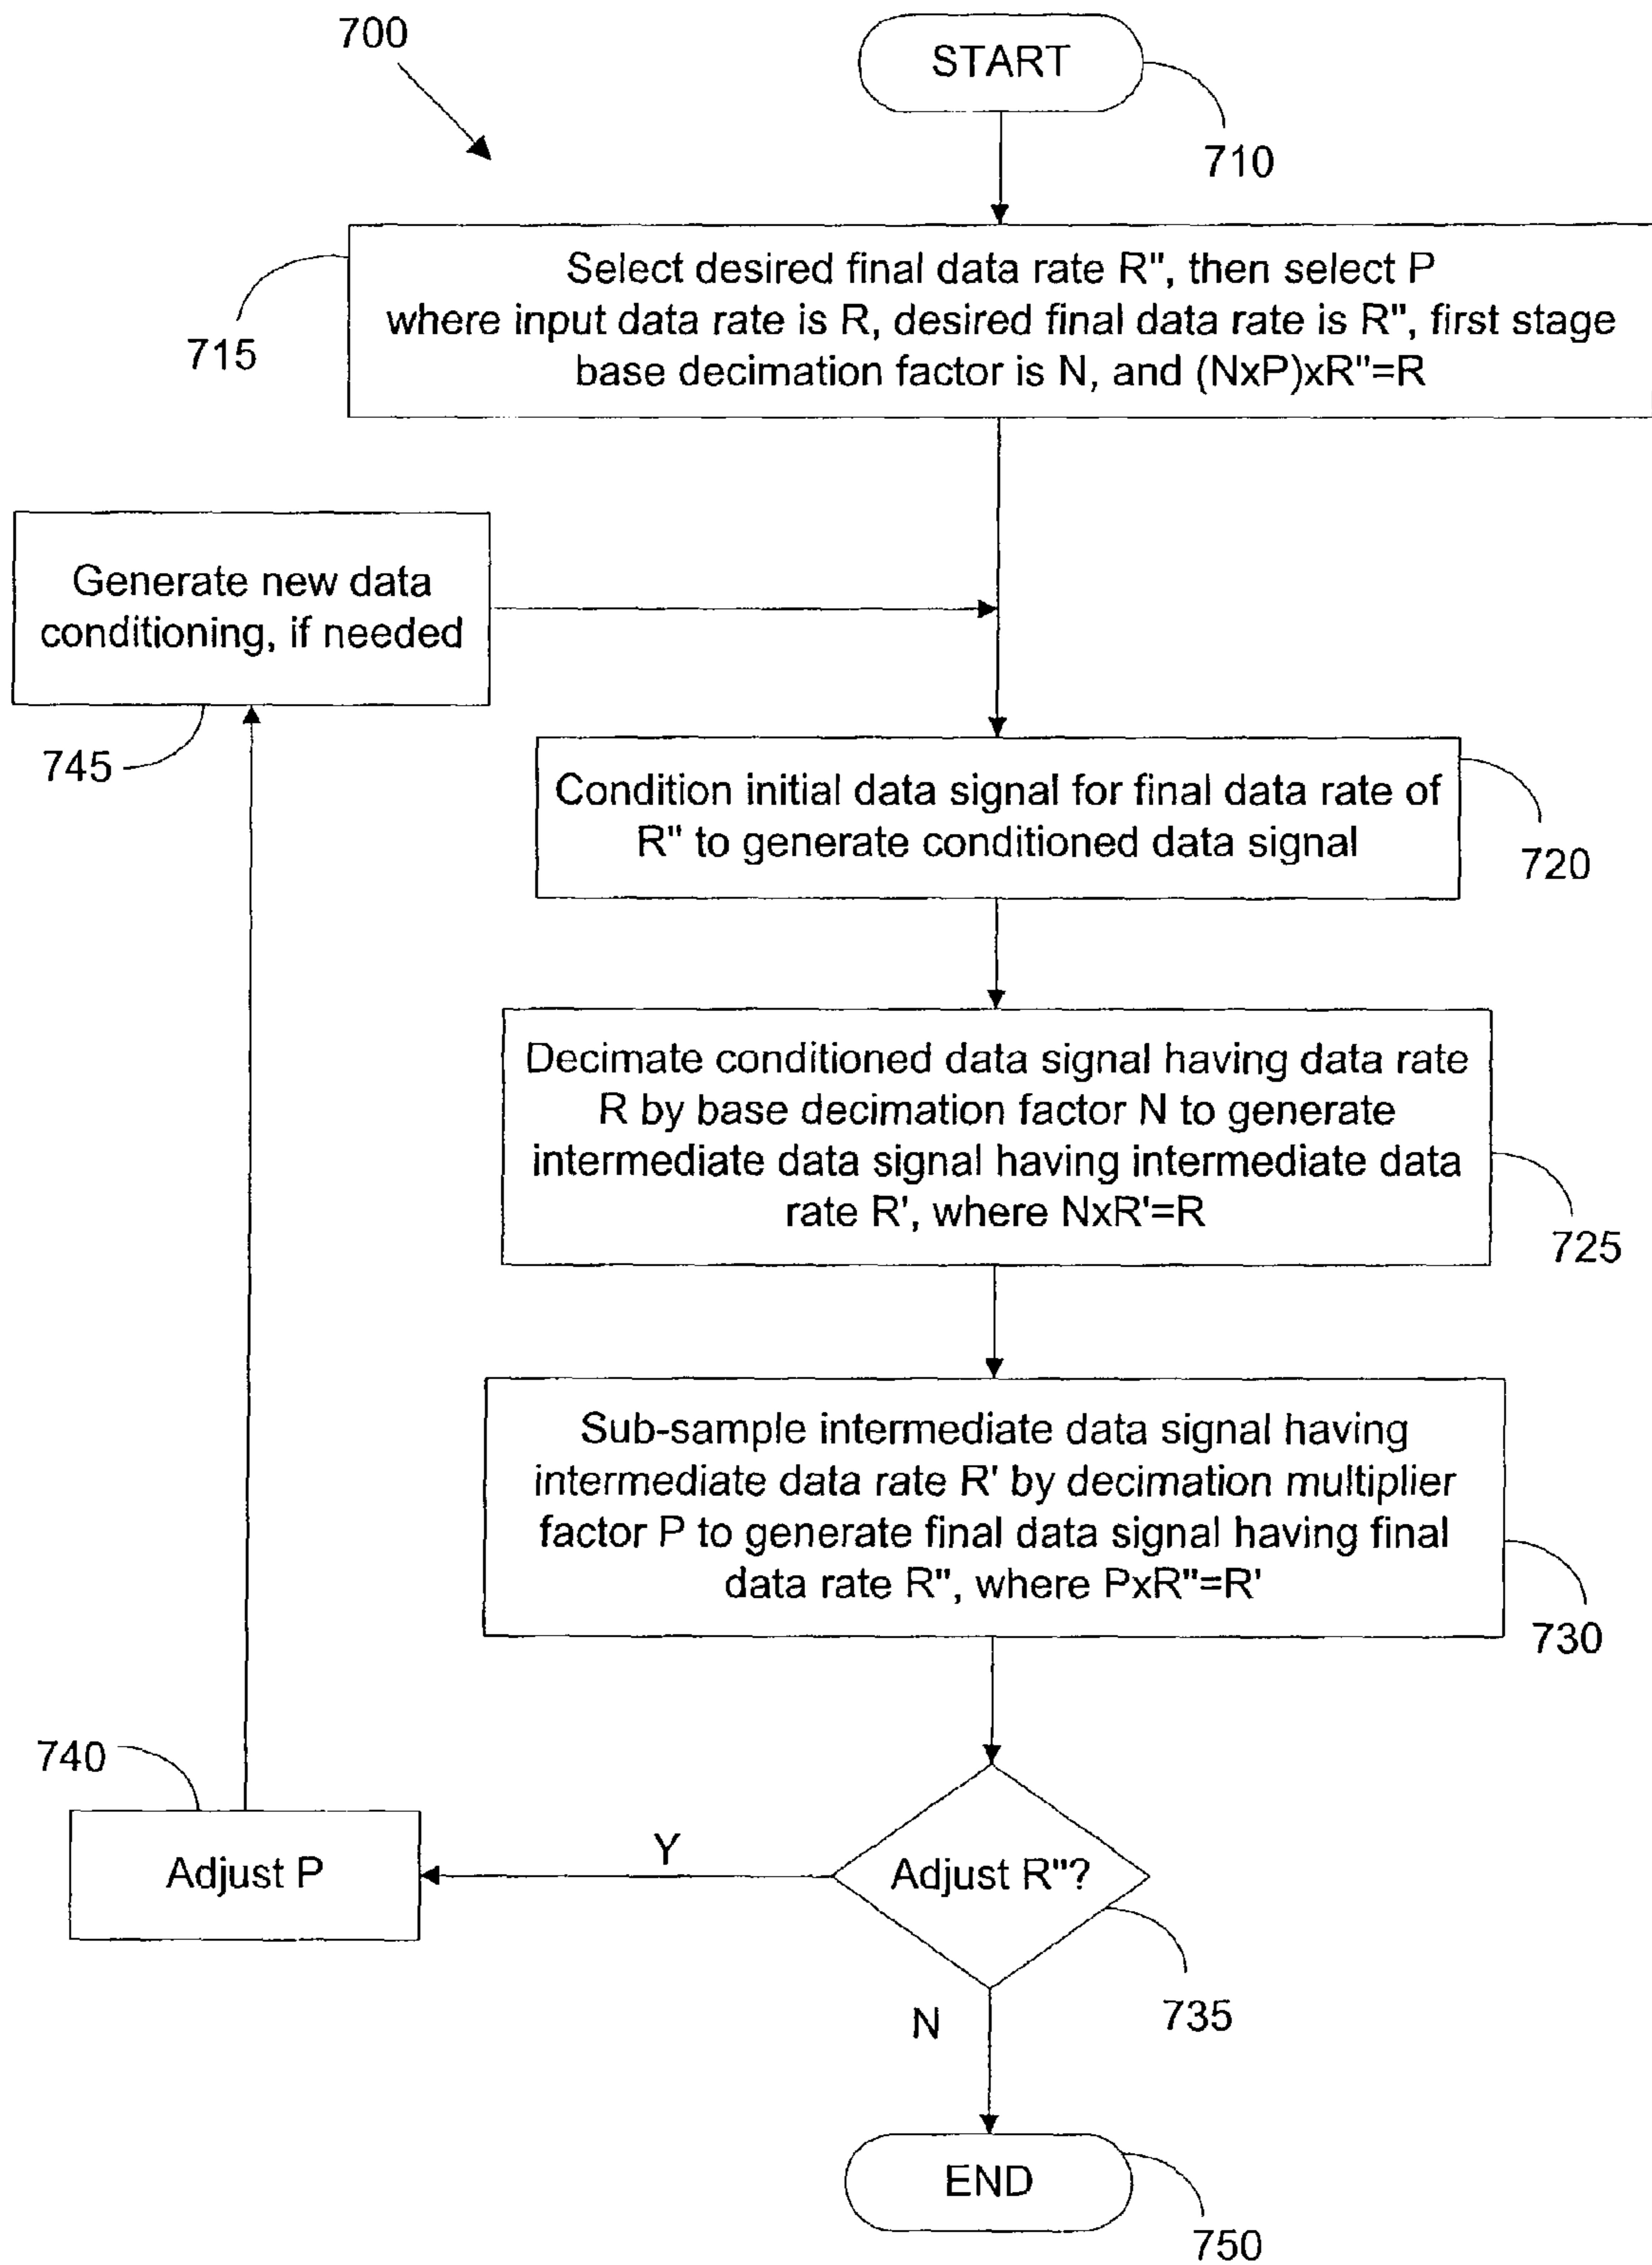 700
START
710
Select desired final data rate R", then select P
where input data rate is R, desired final data rate is R", first stage
base decimation factor is N, and (NxP)xR"=R
715
Generate new data
conditioning, if needed
745
Condition initial data signal for final data rate of
R" to generate conditioned data signal
720
Decimate conditioned data signal having data rate
R by base decimation factor N to generate
intermediate data signal having intermediate data
rate R', where NxR'=R
725
Sub-sample intermediate data signal having
intermediate data rate R' by decimation multiplier
factor P to generate final data signal having final
data rate R", where PxR"=R'
730
740
Adjust P
Y
Adjust R"?
735
N
END
750